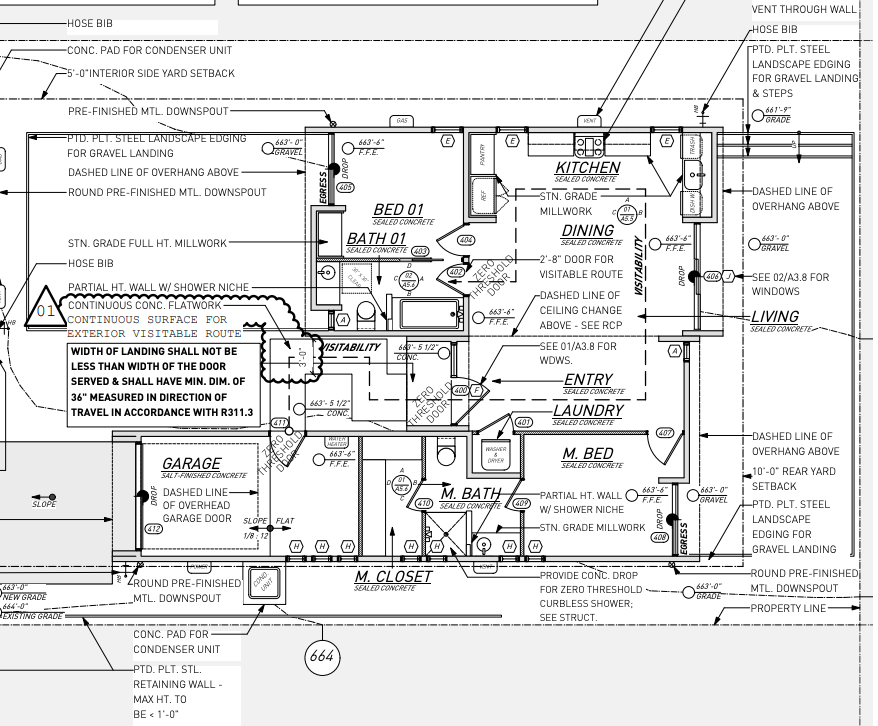 HOSE BIB
CONC. PAD FOR CONDENSER UNIT
5'-0"INTERIOR SIDE YARD SETBACK
PRE-FINISHED MTL. DOWNSPOUT
PTD. PLT. STEEL LANDSCAPE EDGING
FOR GRAVEL LANDING
DASHED LINE OF OVERHANG ABOVE
ROUND PRE-FINISHED MTL. DOWNSPOUT
STN. GRADE FULL HT. MILLWORK
HOSE BIB
PARTIAL HT. WALL W/ SHOWER NICHE
CONTINUOUS CONC. FLATWORK
01
CONTINUOUS SURFACE FOR
EXTERIOR VISITABLE ROUTE
WIDTH OF LANDING SHALL NOT BE
LESS THAN WIDTH OF THE DOOR
SERVED & SHALL HAVE MIN. DIM. OF
36" MEASURED IN DIRECTION OF
TRAVEL IN ACCORDANCE WITH R311.3
HB
GAS
VENT
HB
663'-0"
GRAVEL
663'-6"
F.F.E.
DROP
EGRESS
405
E
E
E
BED 01
SEALED CONCRETE
BATH 01
SEALED CONCRETE
403
404
402
D
C
02
A5.6
A
B
30" X 48"
CLEAR
A
PANTRY
REF
KITCHEN
SEALED CONCRETE
TRASH
DISH W.
STN. GRADE
MILLWORK
A
01
A5.5
B
C
DINING
SEALED CONCRETE
2'-8" DOOR FOR
VISITABLE ROUTE
ZERO
THRESHOLD
DOOR
VISITABILITY
663'-6"
F.F.E.
DROP
406
J
663'-0"
GRAVEL
663'-6"
F.F.E.
DASHED LINE OF
CEILING CHANGE
ABOVE - SEE RCP
SEE 01/A3.8 FOR
WDWS.
LIVING
SEALED CONCRETE
VISITABILITY
3'-0"
663'-5 1/2"
CONC.
663'-5 1/2"
CONC.
ZERO
THRESHOLD
DOOR
400
F
A
ENTRY
SEALED CONCRETE
LAUNDRY
SEALED CONCRETE
401
WASHER
&
DRYER
407
411
ZERO
THRESHOLD
DOOR
WATER
HEATER
663'-6"
F.F.E.
GARAGE
SALT-FINISHED CONCRETE
DASHED LINE
OF OVERHEAD
GARAGE DOOR
DROP
412
SLOPE
SLOPE
FLAT
1/8 : 12
H
H
H
H
H
A
D
01
A5.6
B
C
410
M. BATH
SEALED CONCRETE
409
M. BED
SEALED CONCRETE
PARTIAL HT. WALL
W/ SHOWER NICHE
STN. GRADE MILLWORK
663'-6"
F.F.E.
663'-0"
GRAVEL
DROP
408
EGRESS
M. CLOSET
SEALED CONCRETE
POWER
COND.
UNIT
VENT
HB
663'-0"
NEW GRADE
664'-0"
EXISTING GRADE
ROUND PRE-FINISHED
MTL. DOWNSPOUT
CONC. PAD FOR
CONDENSER UNIT
PTD. PLT. STL.
RETAINING WALL -
MAX HT. TO
BE < 1'-0"
664
PROVIDE CONC. DROP
FOR ZERO THRESHOLD
CURBLESS SHOWER;
SEE STRUCT.
663'-0"
GRADE
VENT THROUGH WALL
HOSE BIB
PTD. PLT. STEEL
LANDSCAPE EDGING
FOR GRAVEL LANDING
& STEPS
661'-9"
GRADE
UP
DASHED LINE OF
OVERHANG ABOVE
SEE 02/A3.8 FOR
WINDOWS
DASHED LINE OF
OVERHANG ABOVE
10'-0" REAR YARD
SETBACK
PTD. PLT. STEEL
LANDSCAPE
EDGING FOR
GRAVEL LANDING
ROUND PRE-FINISHED
MTL. DOWNSPOUT
PROPERTY LINE